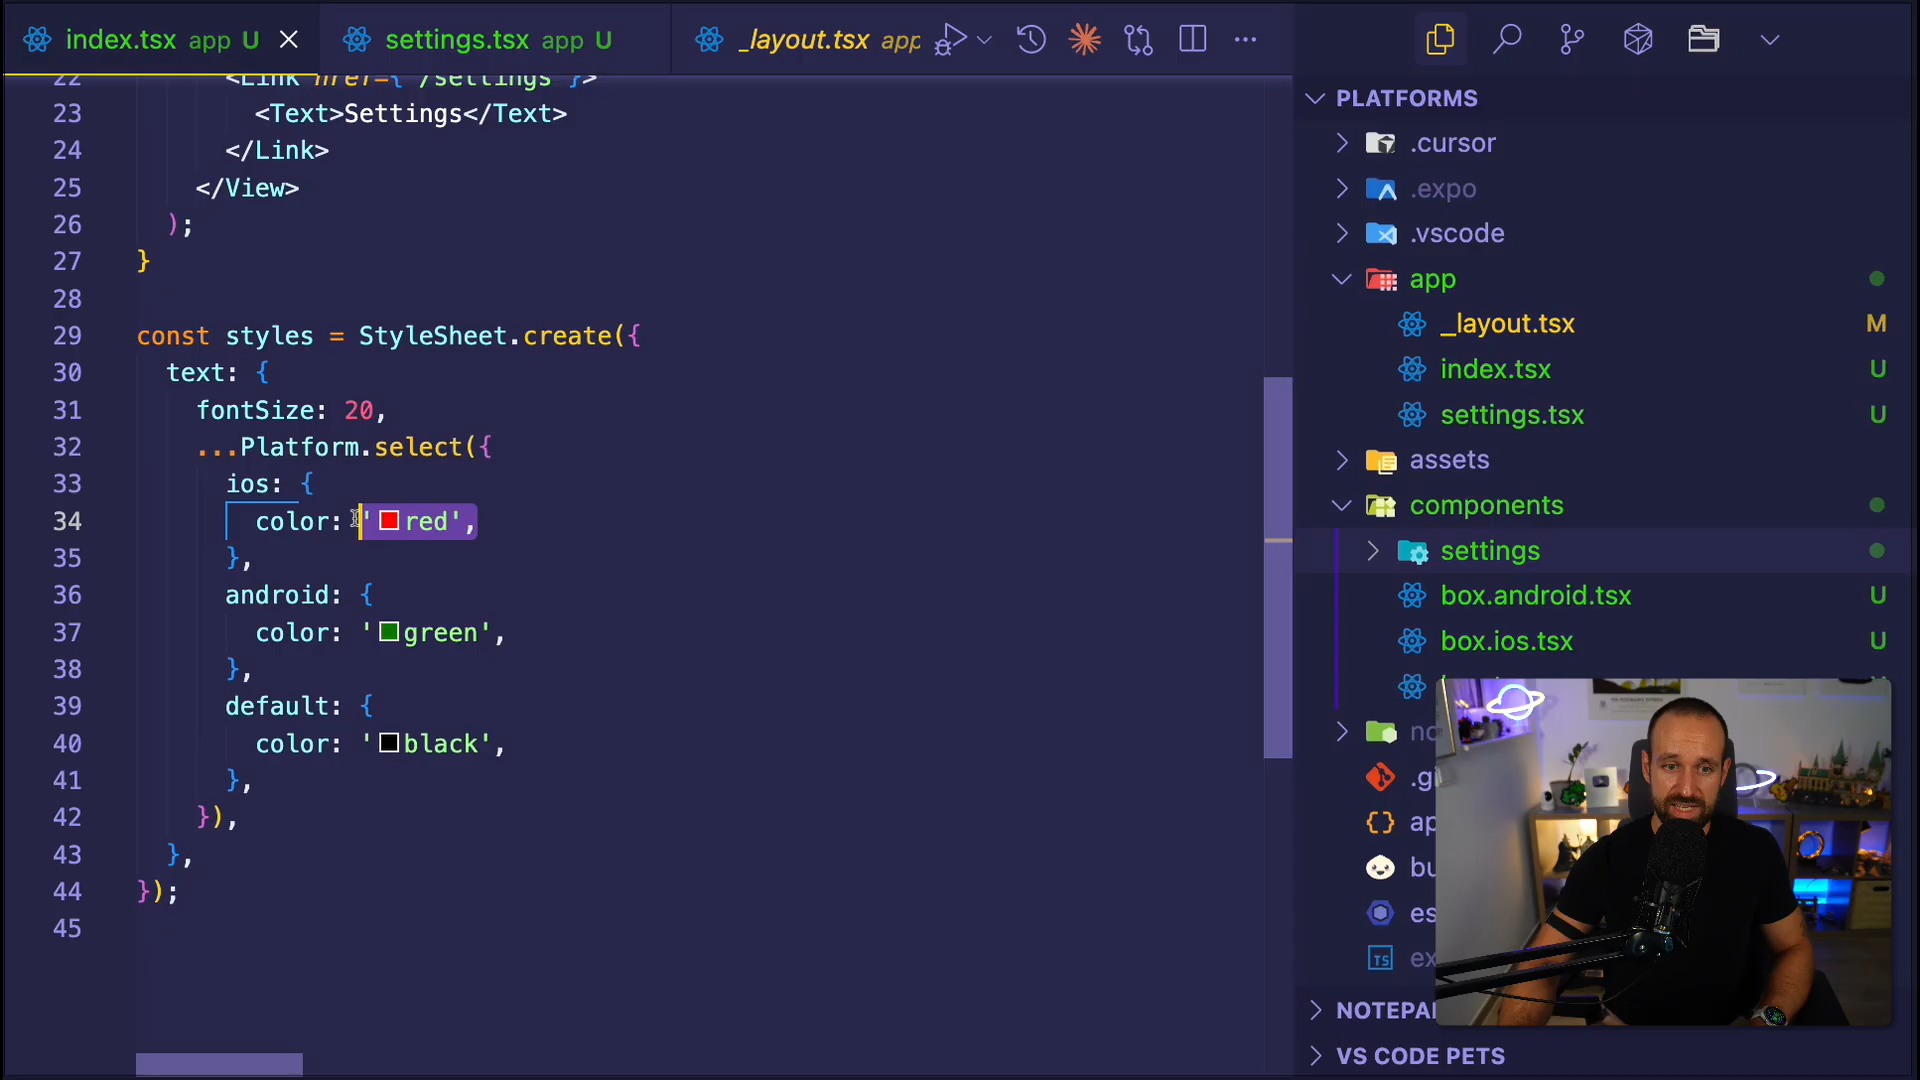 index.tsx app U
settings.tsx app U
_layout.tsx app
22 <Link href={"/settings"}>
23 <Text>Settings</Text>
24 </Link>
25 </View>
26 );
27 }
28
29 const styles = StyleSheet.create({
30 text: {
31 fontSize: 20,
32 ...Platform.select({
33 ios: {
34 color: 'red',
35 },
36 android: {
37 color: 'green',
38 },
39 default: {
40 color: 'black',
41 },
42 }),
43 },
44 });
45
PLATFORMS
.cursor
.expo
.vscode
app
_layout.tsx M
index.tsx U
settings.tsx U
assets
components
settings
box.android.tsx U
box.ios.tsx U
VS CODE PETS